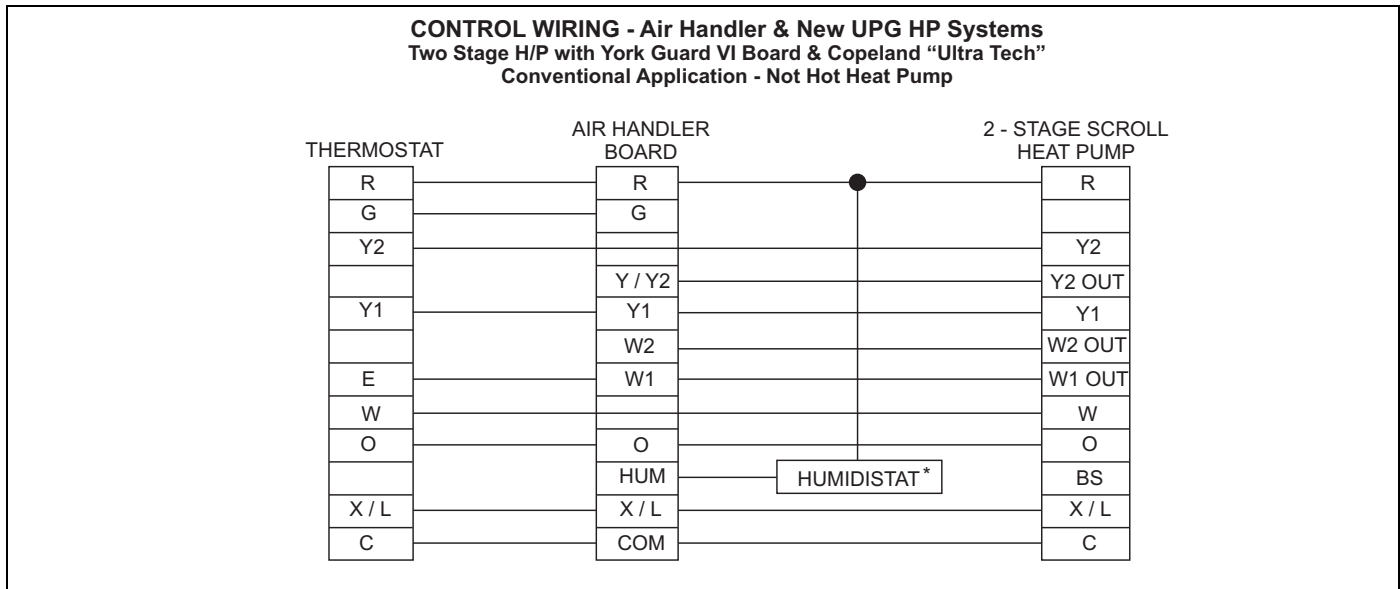 CONTROL WIRING - Air Handler & New UPG HP Systems
Two Stage H/P with York Guard VI Board & Copeland “Ultra Tech”
Conventional Application - Not Hot Heat Pump
THERMOSTAT
AIR HANDLER
BOARD
2 - STAGE SCROLL
HEAT PUMP
R R R
G G
Y2 Y2
Y / Y2 Y2 OUT
Y1 Y1 Y1
W2 W2 OUT
E W1 W1 OUT
W W
O O O
HUM HUMIDISTAT* BS
X / L X / L X / L
C COM C